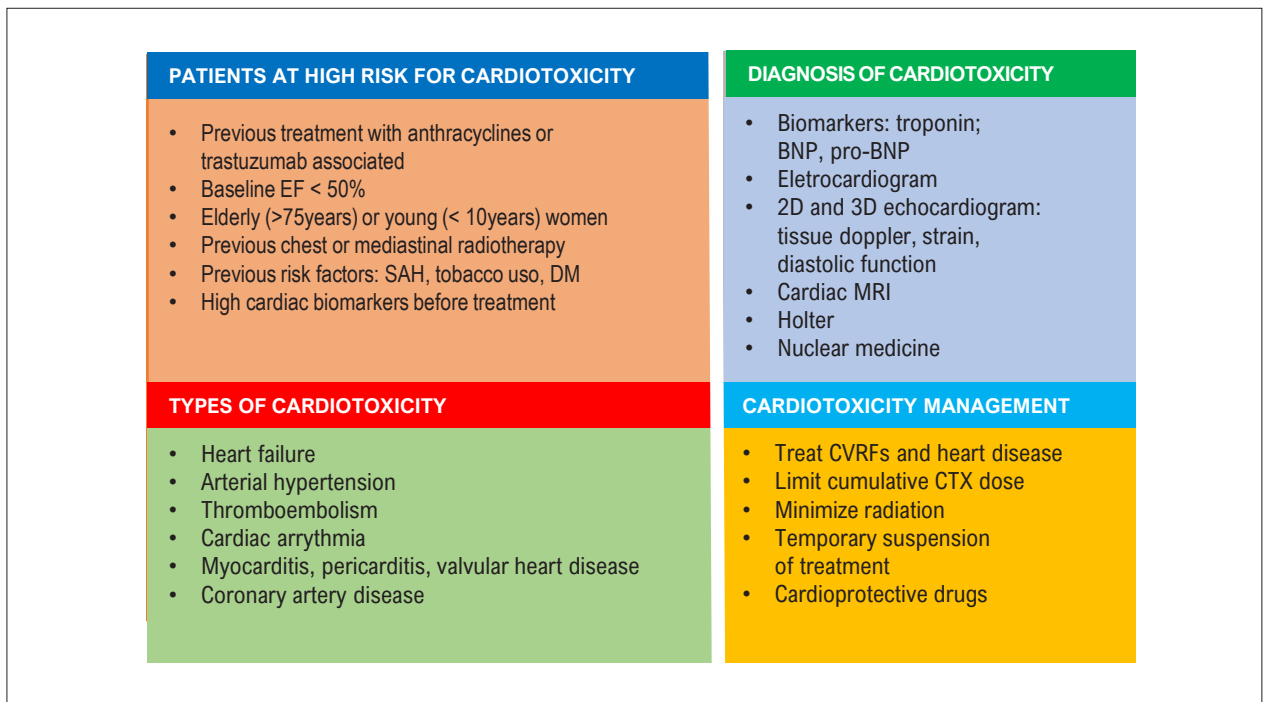 PATIENTS AT HIGH RISK FOR CARDIOTOXICITY
• Previous treatment with anthracyclines or
trastuzumab associated
• Baseline EF < 50%
• Elderly (>75years) or young (< 10years) women
• Previous chest or mediastinal radiotherapy
• Previous risk factors: SAH, tobacco uso, DM
• High cardiac biomarkers before treatment
DIAGNOSIS OF CARDIOTOXICITY
• Biomarkers: troponin;
BNP, pro-BNP
• Eletrocardiogram
• 2D and 3D echocardiogram:
tissue doppler, strain,
diastolic function
• Cardiac MRI
• Holter
• Nuclear medicine
TYPES OF CARDIOTOXICITY
• Heart failure
• Arterial hypertension
• Thromboembolism
• Cardiac arrythmia
• Myocarditis, pericarditis, valvular heart disease
• Coronary artery disease
CARDIOTOXICITY MANAGEMENT
• Treat CVRFs and heart disease
• Limit cumulative CTX dose
• Minimize radiation
• Temporary suspension
of treatment
• Cardioprotective drugs